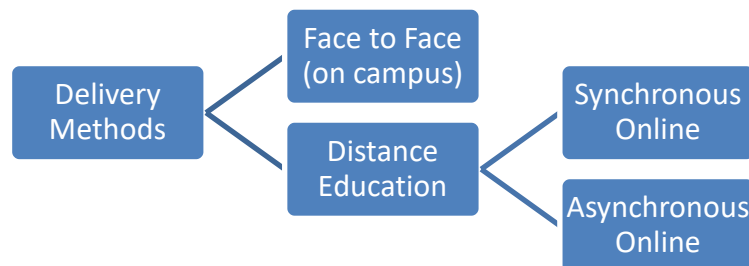 Delivery
Methods
Face to Face
(on campus)
Distance
Education
Synchronous
Online
Asynchronous
Online